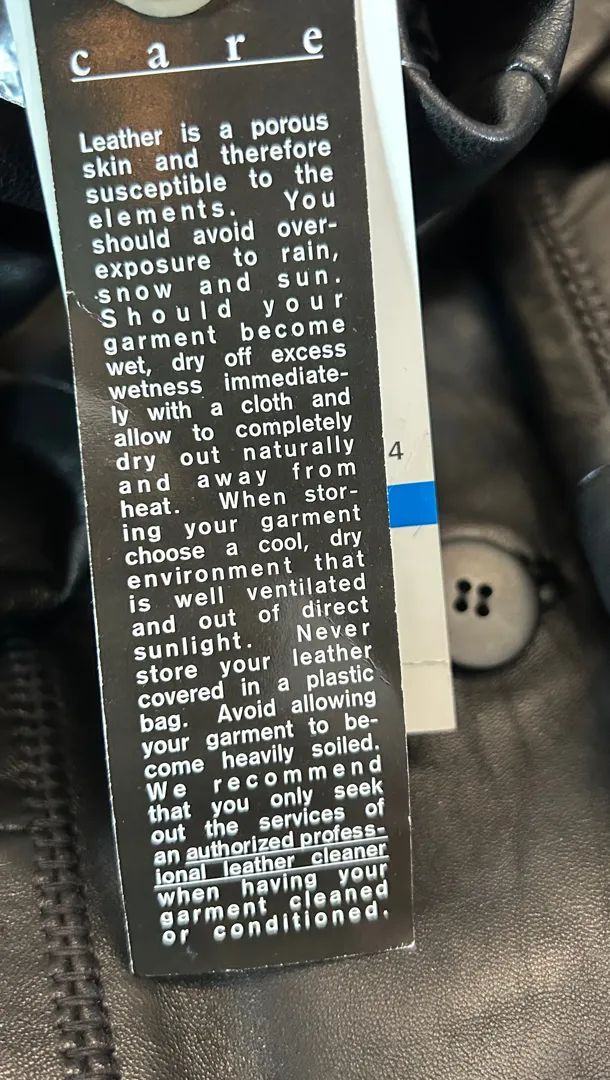 care
Leather is a porous
skin and therefore
susceptible to the
elements. You
should avoid over-
exposure to rain,
snow and sun.
Should your
garment become
wet, dry off excess
wetness immediate-
ly with a cloth and
allow to completely
dry out naturally
and away from
heat. When stor-
ing your garment
choose a cool, dry
environment that
is well ventilated
and out of direct
sunlight. Never
store your leather
covered in a plastic
bag. Avoid allowing
your garment to be-
come heavily soiled.
We recommend
that you only seek
out the services of
an authorized profess-
ional leather cleaner
when having your
garment cleaned
or conditioned.
4